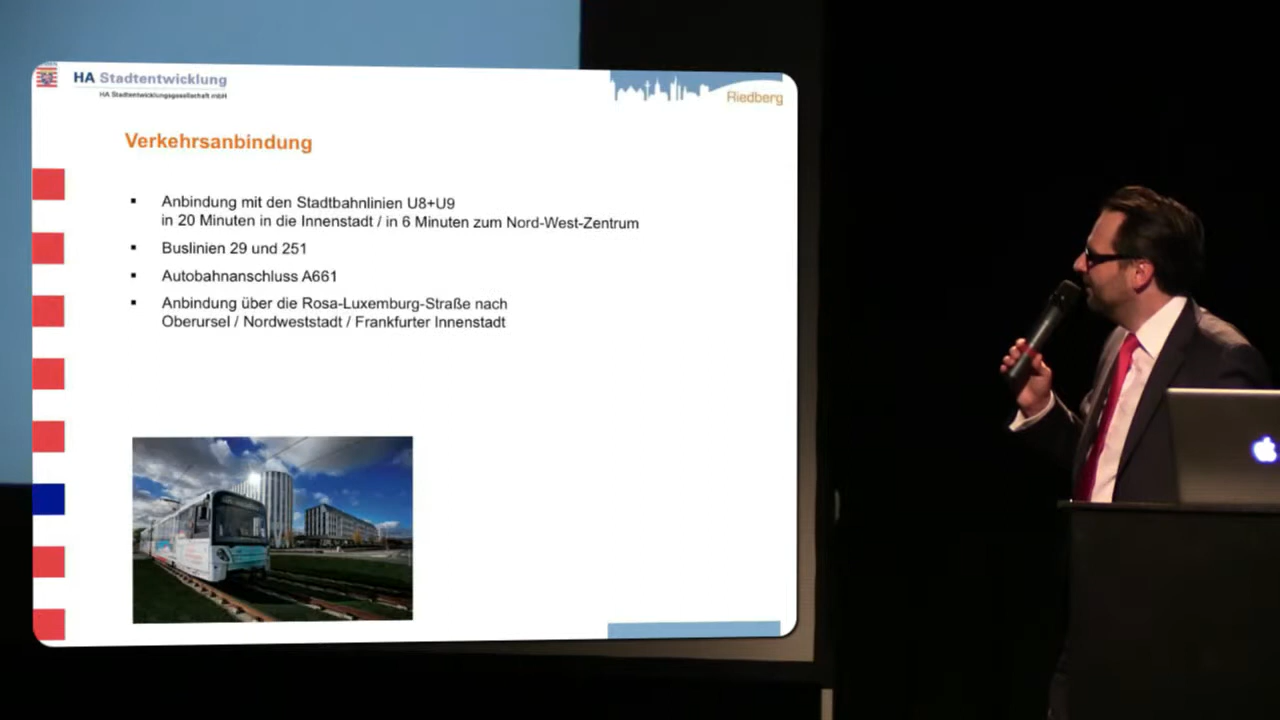 HA Stadtentwicklung
HA Stadtentwicklungsgesellschaft mbH
Riedberg
Verkehrsanbindung
Anbindung mit den Stadtbahnlinien U8+U9
in 20 Minuten in die Innenstadt / in 6 Minuten zum Nord-West-Zentrum
Buslinien 29 und 251
Autobahnanschluss A661
Anbindung über die Rosa-Luxemburg-Straße nach
Oberursel / Nordweststadt / Frankfurter Innenstadt